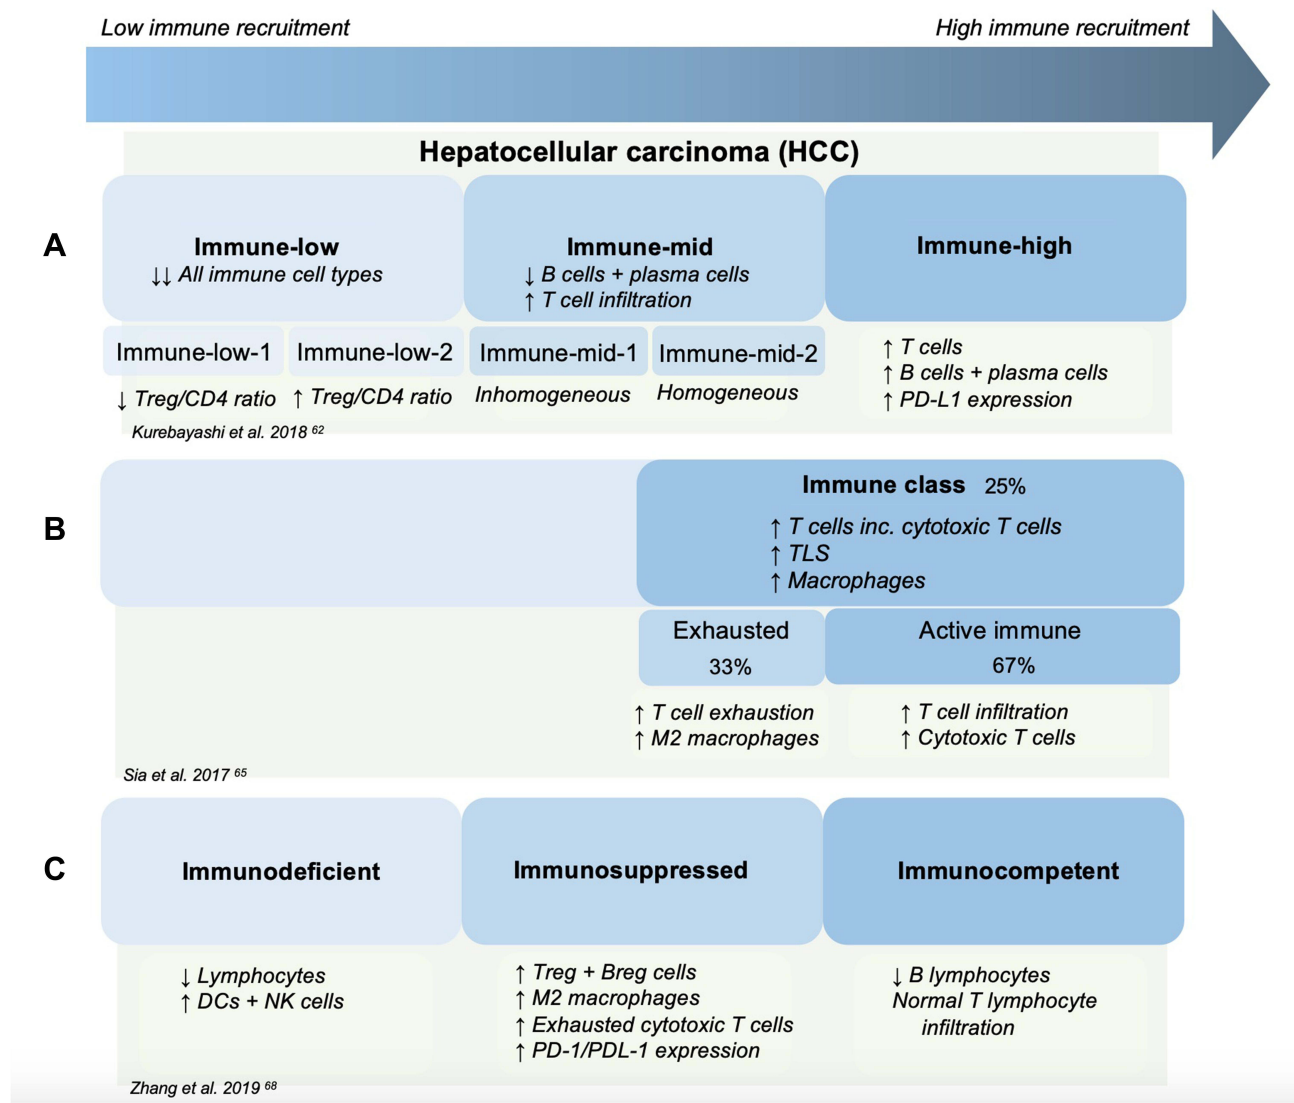 Low immune recruitment High immune recruitment
Hepatocellular carcinoma (HCC)
A
Immune-low
↓↓ All immune cell types
Immune-mid
↓ B cells + plasma cells
↑ T cell infiltration
Immune-high
Immune-low-1
↓ Treg/CD4 ratio
Immune-low-2
↑ Treg/CD4 ratio
Immune-mid-1
Inhomogeneous
Immune-mid-2
Homogeneous
↑ T cells
↑ B cells + plasma cells
↑ PD-L1 expression
Kurebayashi et al. 2018 62
B
Immune class 25%
↑ T cells inc. cytotoxic T cells
↑ TLS
↑ Macrophages
Exhausted
33%
↑ T cell exhaustion
↑ M2 macrophages
Active immune
67%
↑ T cell infiltration
↑ Cytotoxic T cells
Sia et al. 2017 65
C
Immunodeficient
↓ Lymphocytes
↑ DCs + NK cells
Immunosuppressed
↑ Treg + Breg cells
↑ M2 macrophages
↑ Exhausted cytotoxic T cells
↑ PD-1/PDL-1 expression
Immunocompetent
↓ B lymphocytes
Normal T lymphocyte
infiltration
Zhang et al. 2019 68